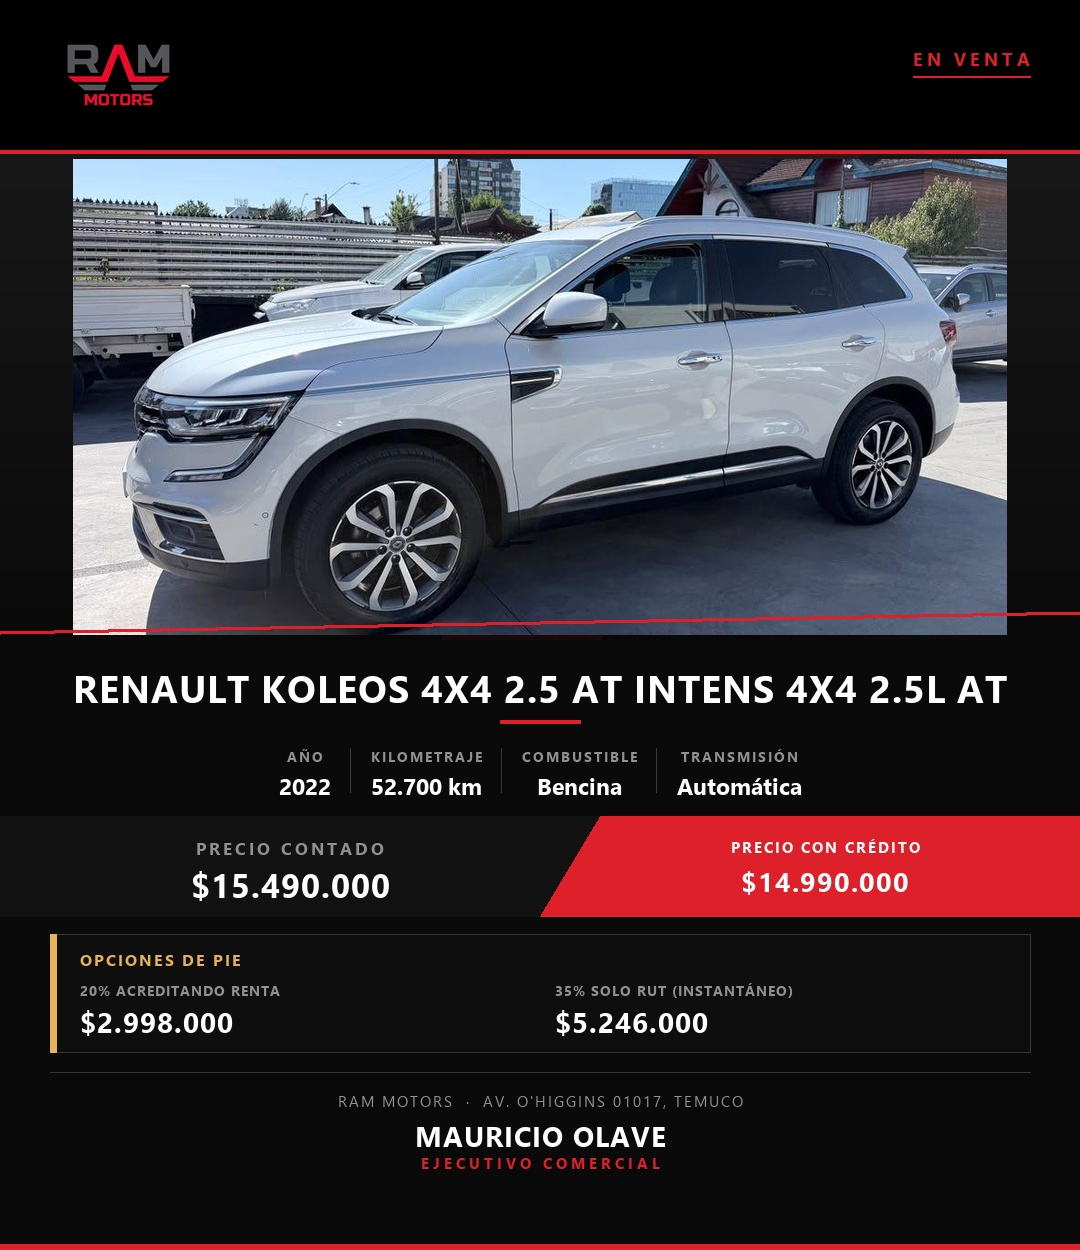 RAM
MOTORS
EN VENTA
RENAULT KOLEOS 4X4 2.5 AT INTENS 4X4 2.5L AT
AÑO
2022
KILOMETRAJE
52.700 km
COMBUSTIBLE
Bencina
TRANSMISIÓN
Automática
PRECIO CONTADO
$15.490.000
PRECIO CON CRÉDITO
$14.990.000
OPCIONES DE PIE
20% ACREDITANDO RENTA
$2.998.000
35% SOLO RUT (INSTANTÁNEO)
$5.246.000
RAM MOTORS · AV. O'HIGGINS 01017, TEMUCO
MAURICIO OLAVE
EJECUTIVO COMERCIAL